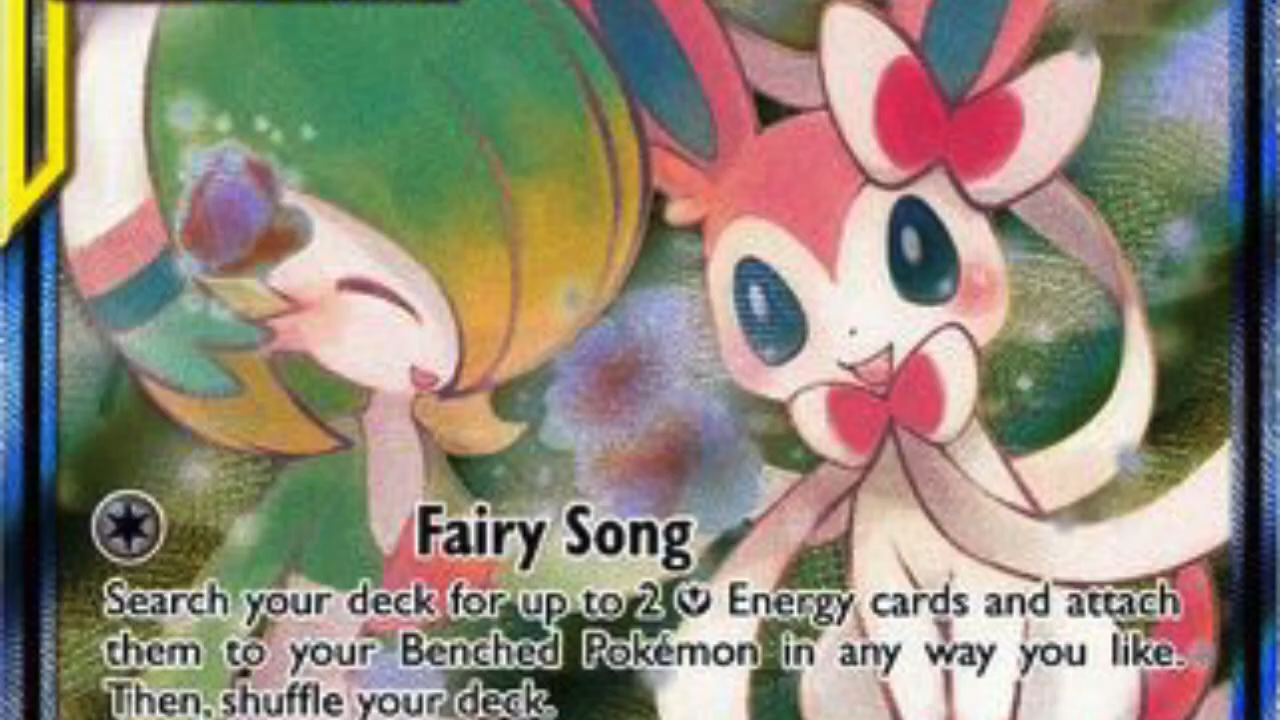 Fairy Song
Search your deck for up to 2 Energy cards and attach
them to your Benched Pokémon in any way you like.
Then, shuffle your deck.